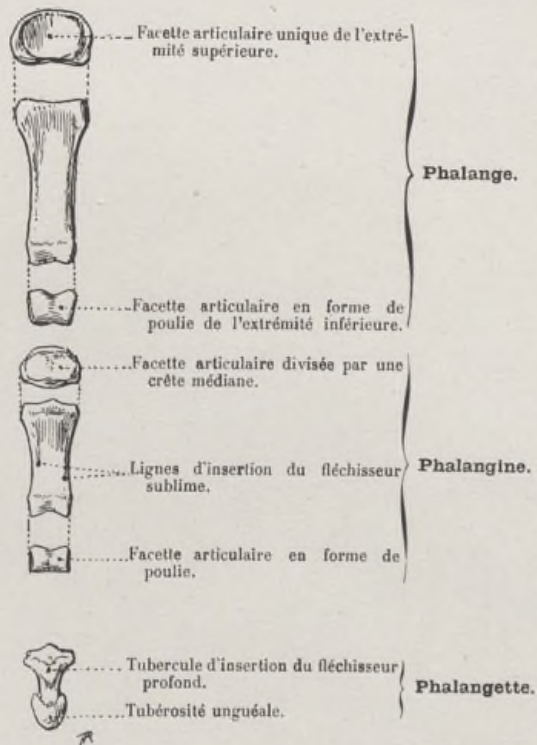 Facette articulaire unique de l'extré-
mité supérieure.
Phalange.
Facette articulaire en forme de
poulie de l'extrémité inférieure.
Facette articulaire divisée par une
crête médiane.
Lignes d'insertion du fléchisseur
sublime.
Phalangine.
Facette articulaire en forme de
poulie.
Tubercule d'insertion du fléchisseur
profond.
Phalangette.
Tubérosité unguéale.